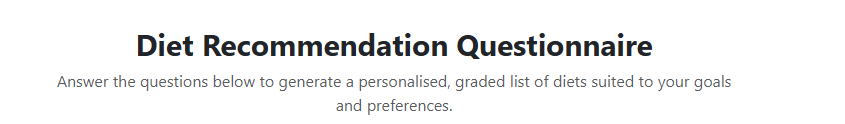 Diet Recommendation Questionnaire
Answer the questions below to generate a personalised, graded list of diets suited to your goals
and preferences.